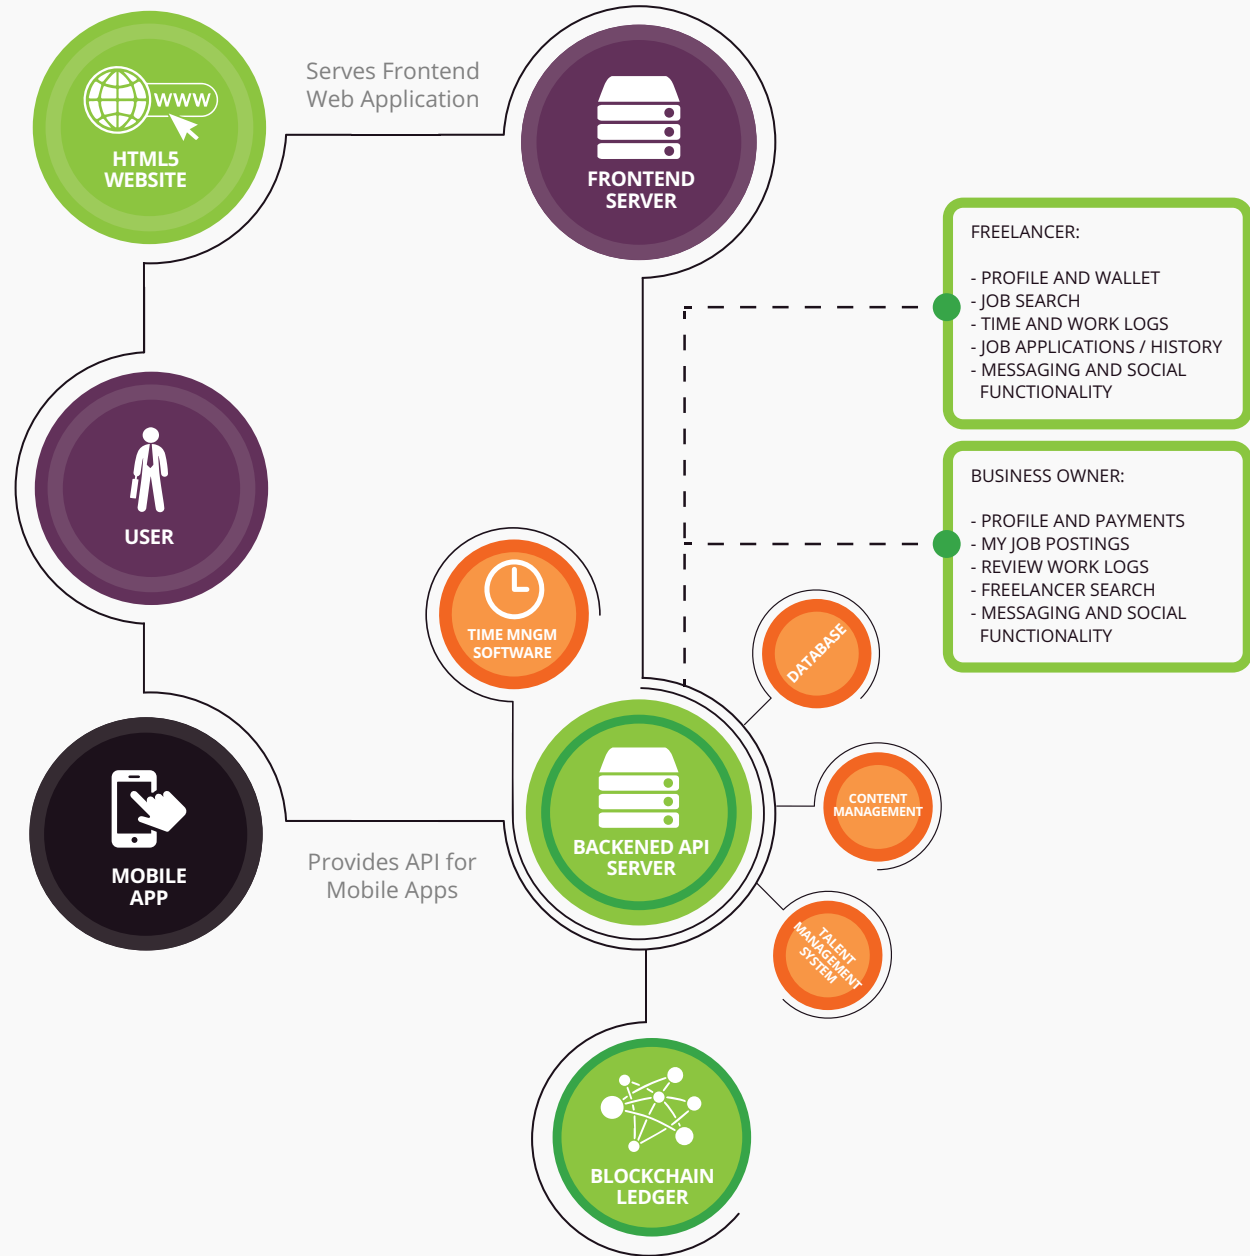 WWW
HTML5
WEBSITE
Serves Frontend
Web Application
FRONTEND
SERVER
FREELANCER:
- PROFILE AND WALLET
- JOB SEARCH
- TIME AND WORK LOGS
- JOB APPLICATIONS / HISTORY
- MESSAGING AND SOCIAL
FUNCTIONALITY
USER
BUSINESS OWNER:
- PROFILE AND PAYMENTS
- MY JOB POSTINGS
- REVIEW WORK LOGS
- FREELANCER SEARCH
- MESSAGING AND SOCIAL
FUNCTIONALITY
TIME MNGM
SOFTWARE
DATABASE
MOBILE
APP
Provides API for
Mobile Apps
BACKENED API
SERVER
CONTENT
MANAGEMENT
TALENT
MANAGEMENT
SYSTEM
BLOCKCHAIN
LEDGER